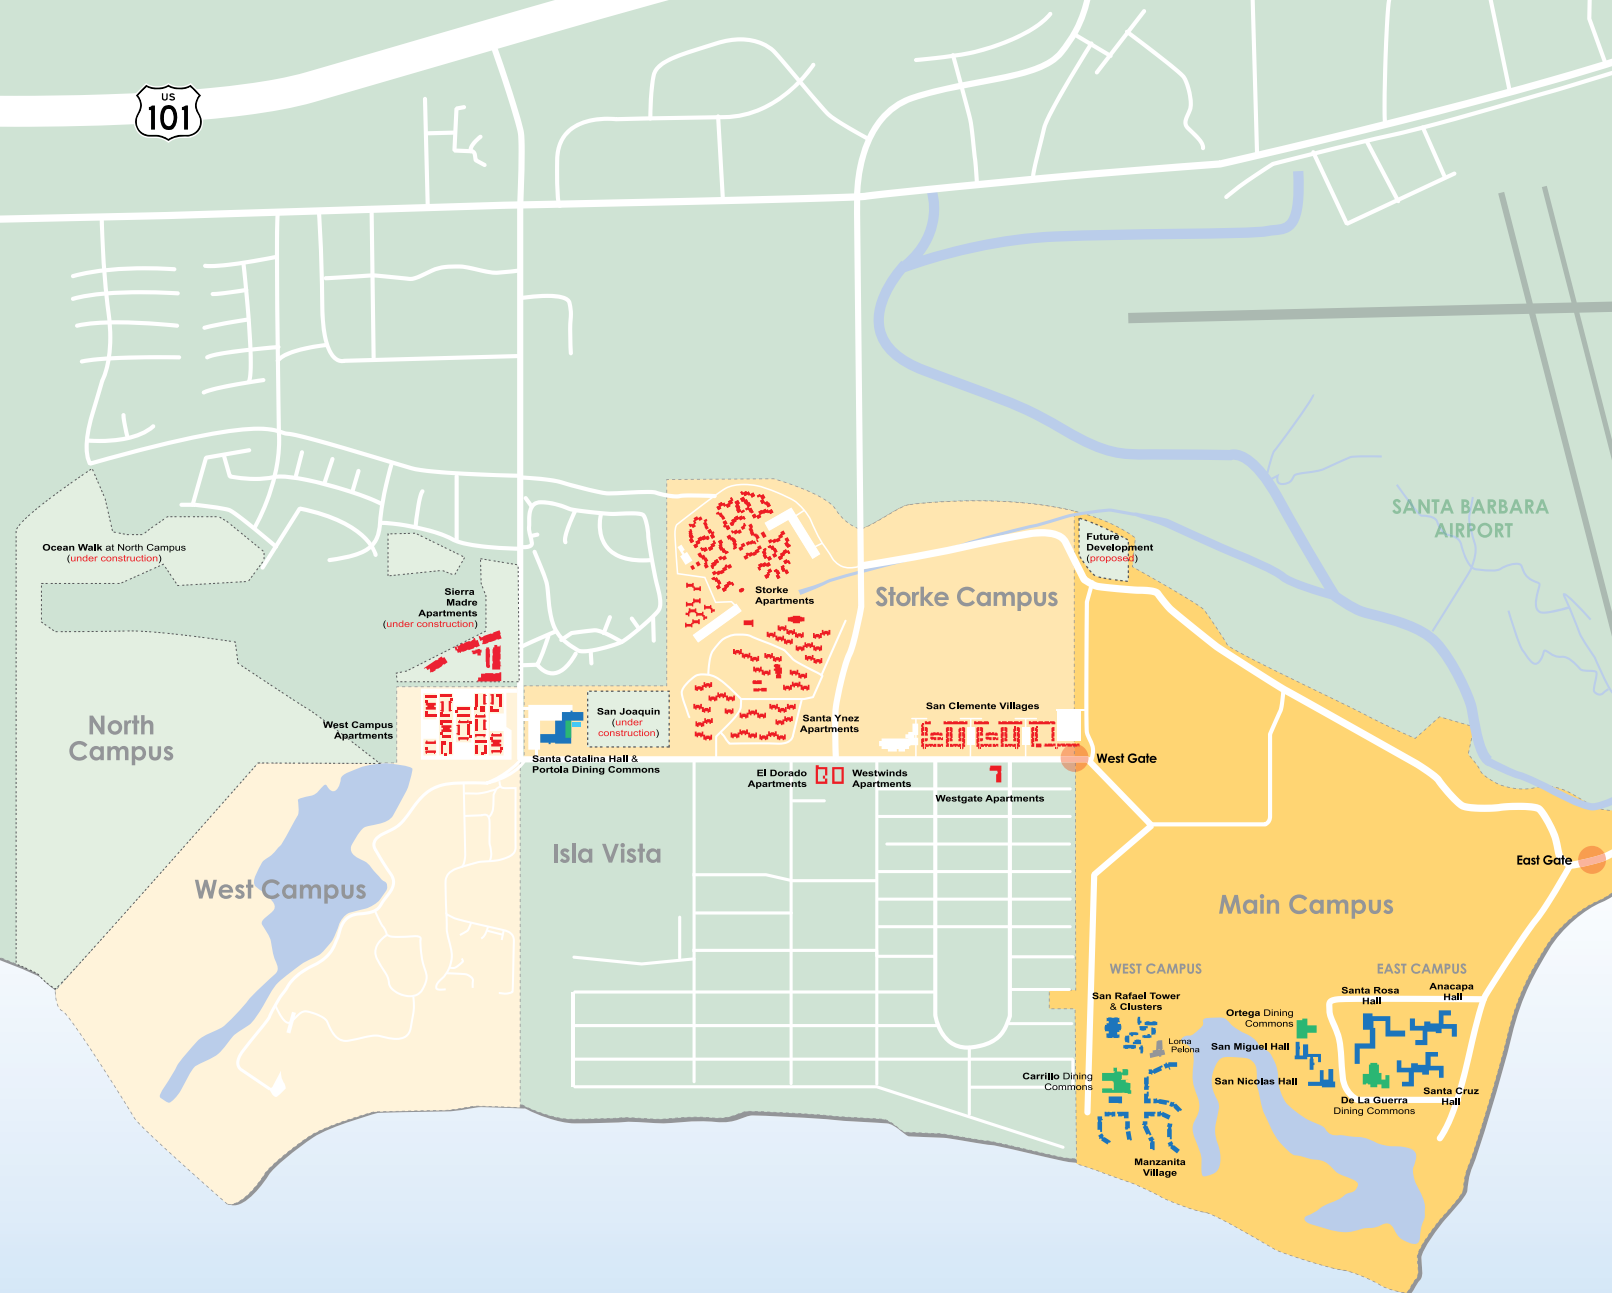 US
101
SANTA BARBARA
AIRPORT
Ocean Walk at North Campus
(under construction)
Future
Development
(proposed)
Sierra
Madre
Apartments
(under construction)
Storke
Apartments
Storke Campus
North
Campus
West Campus
Apartments
San Joaquin
(under
construction)
Santa Ynez
Apartments
San Clemente Villages
Santa Catalina Hall &
Portola Dining Commons
West Gate
El Dorado
Apartments
Westwinds
Apartments
Westgate Apartments
Isla Vista
West Campus
East Gate
Main Campus
WEST CAMPUS
EAST CAMPUS
San Rafael Tower
& Clusters
Santa Rosa
Hall
Anacapa
Hall
Ortega Dining
Commons
Loma
Pelona
San Miguel Hall
Carrillo Dining
Commons
San Nicolas Hall
De La Guerra
Dining Commons
Santa Cruz
Hall
Manzanita
Village